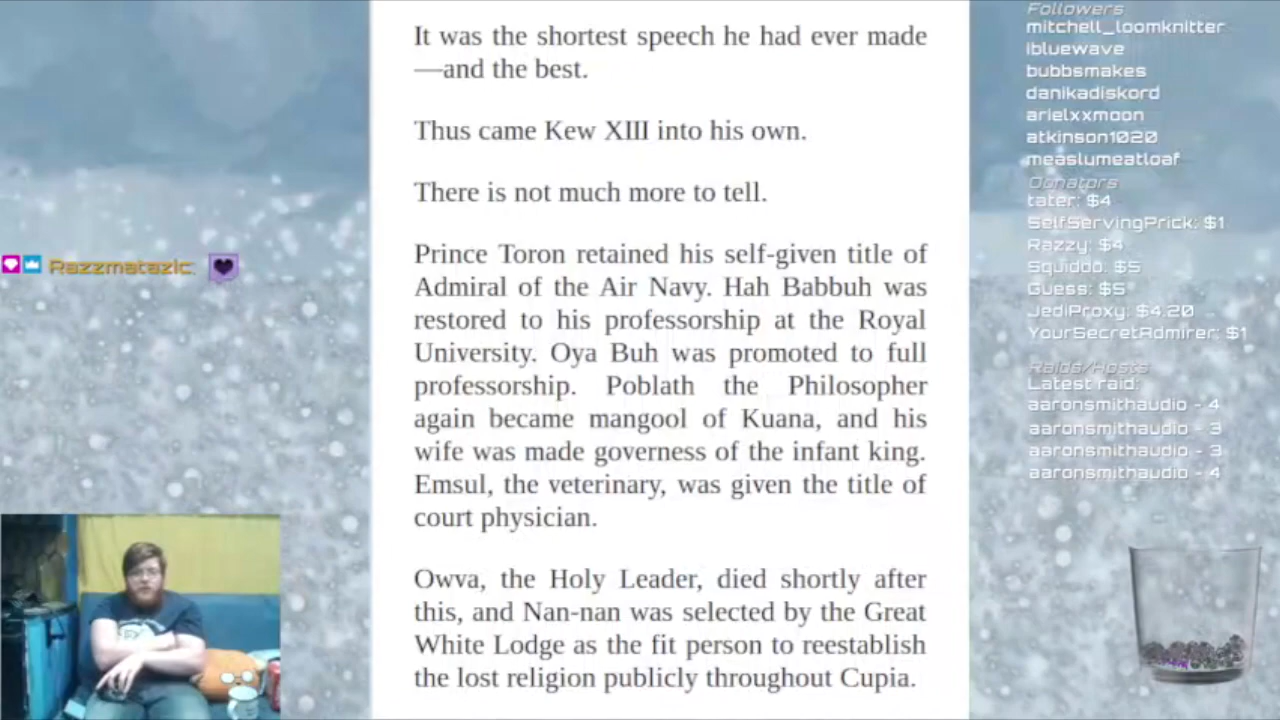 It was the shortest speech he had ever made
—and the best.
Thus came Kew XIII into his own.
There is not much more to tell.
Prince Toron retained his self-given title of
Admiral of the Air Navy. Hah Babbuh was
restored to his professorship at the Royal
University. Oya Buh was promoted to full
professorship. Poblath the Philosopher
again became mangool of Kuana, and his
wife was made governess of the infant king.
Emsul, the veterinary, was given the title of
court physician.
Owva, the Holy Leader, died shortly after
this, and Nan-nan was selected by the Great
White Lodge as the fit person to reestablish
the lost religion publicly throughout Cupia.
Razzmatazic:
Followers
mitchell_loomknitter
ibluewave
bubbsmakes
danikadiskord
arielxxmoon
atkinson1020
measlumeatloaf
Donators
tater: $4
SelfServingPrick: $1
Razzy: $4
Squidoo: $5
Guess: $5
JediProxy: $4.20
YourSecretAdmirer: $1
Raids/Hosts
Latest raid:
aaronsmithaudio - 4
aaronsmithaudio - 3
aaronsmithaudio - 3
aaronsmithaudio - 4